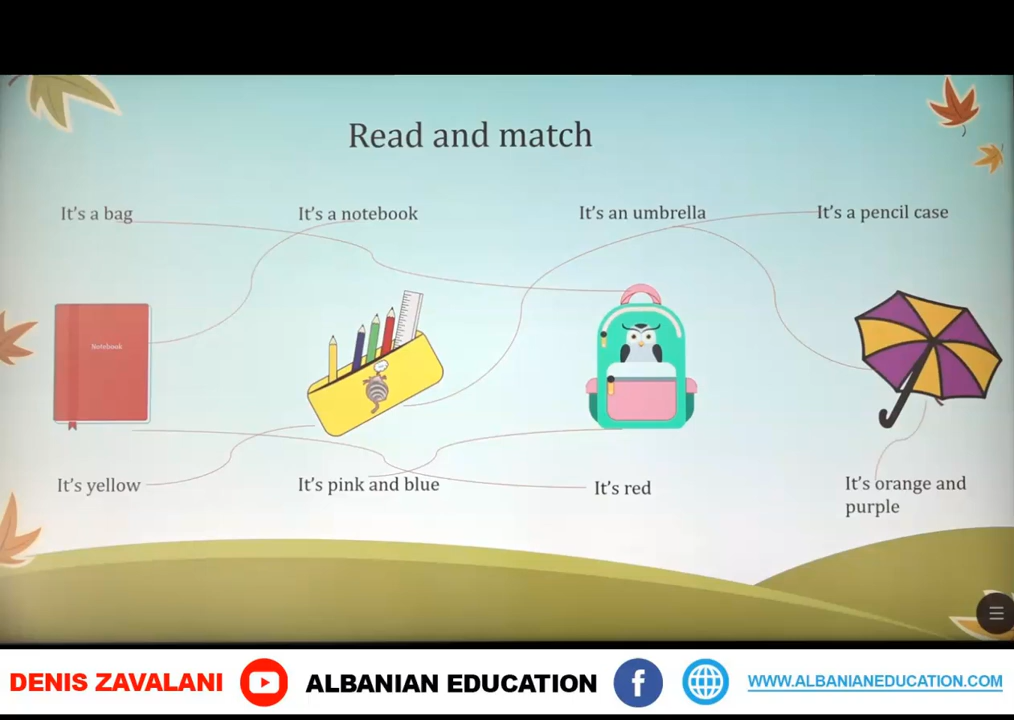 Read and match
It's a bag
It's a notebook
It's an umbrella
It's a pencil case
Notebook
It's yellow
It's pink and blue
It's red
It's orange and
purple
DENIS ZAVALANI
ALBANIAN EDUCATION
f
WWW.ALBANIANEDUCATION.COM